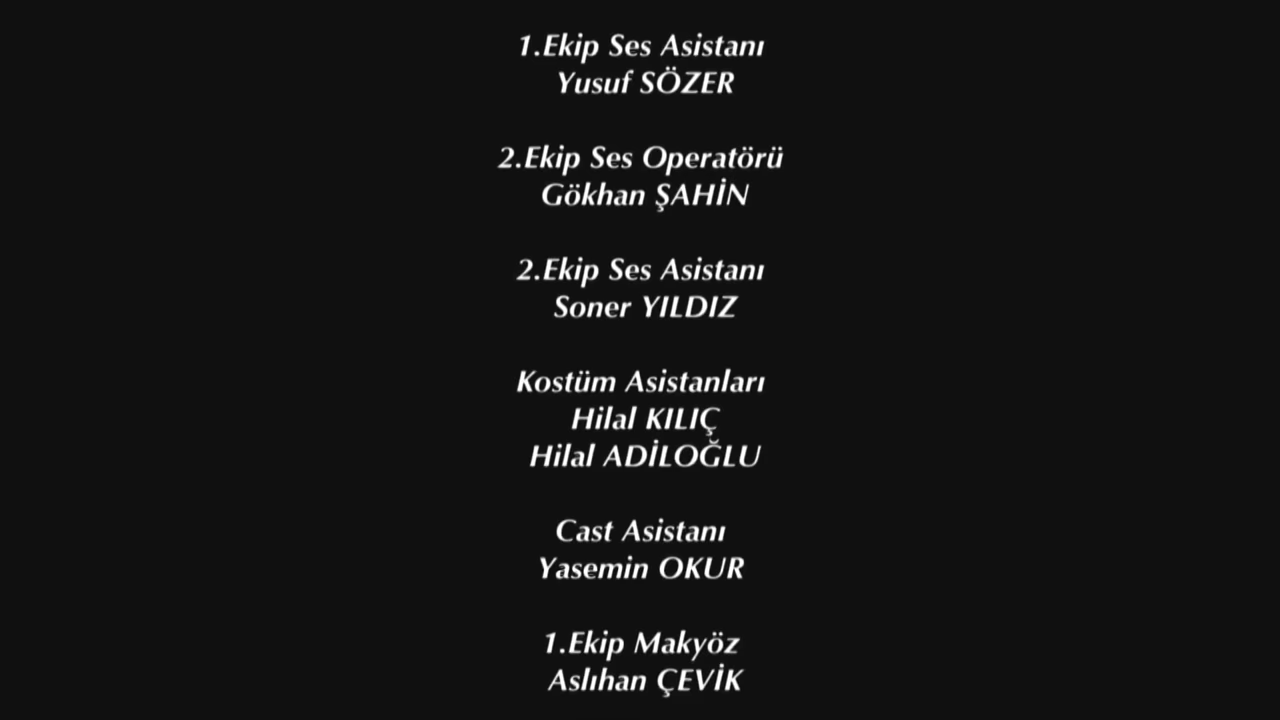 1.Ekip Ses Asistanı
Yusuf SÖZER
2.Ekip Ses Operatörü
Gökhan ŞAHİN
2.Ekip Ses Asistanı
Soner YILDIZ
Kostüm Asistanları
Hilal KILIÇ
Hilal ADİLOĞLU
Cast Asistanı
Yasemin OKUR
1.Ekip Makyöz
Aslıhan ÇEVİK